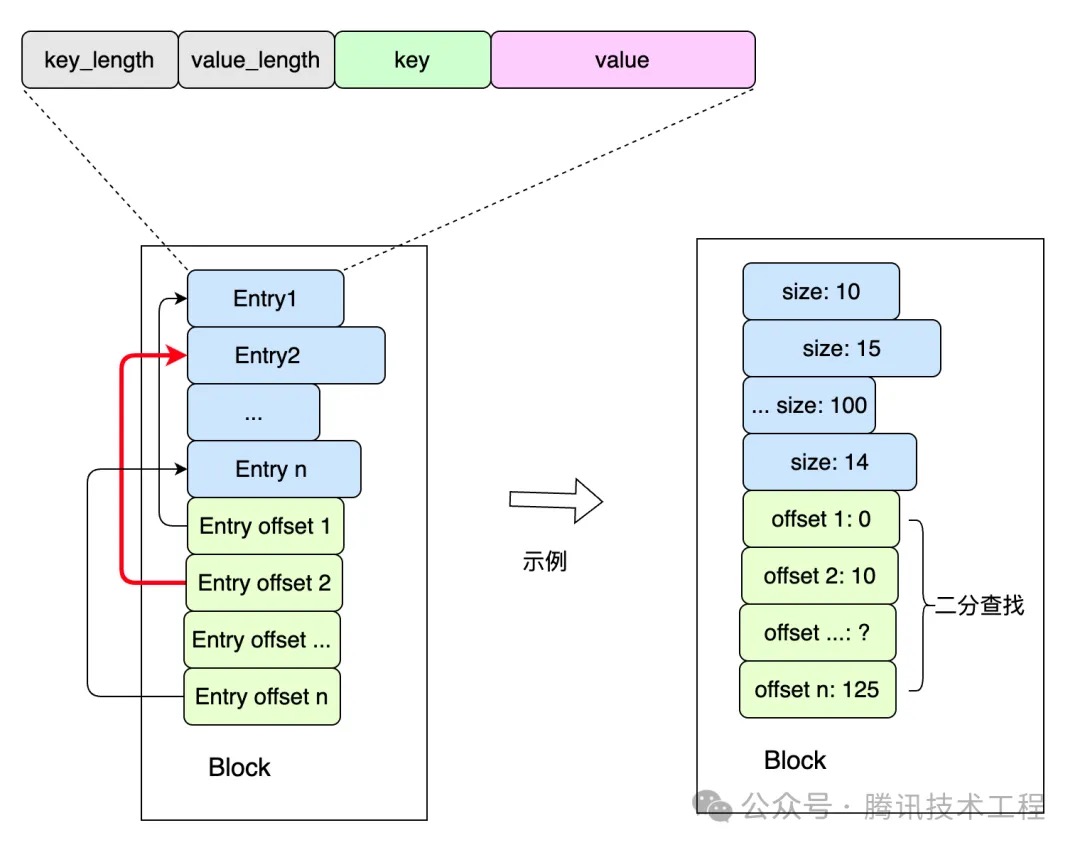 key_length
value_length
key
value
Entry1
Entry2
...
Entry n
Entry offset 1
Entry offset 2
Entry offset ...
Entry offset n
Block
示例
size: 10
size: 15
... size: 100
size: 14
offset 1: 0
offset 2: 10
offset ...: ?
offset n: 125
二分查找
Block
公众号 · 腾讯技术工程